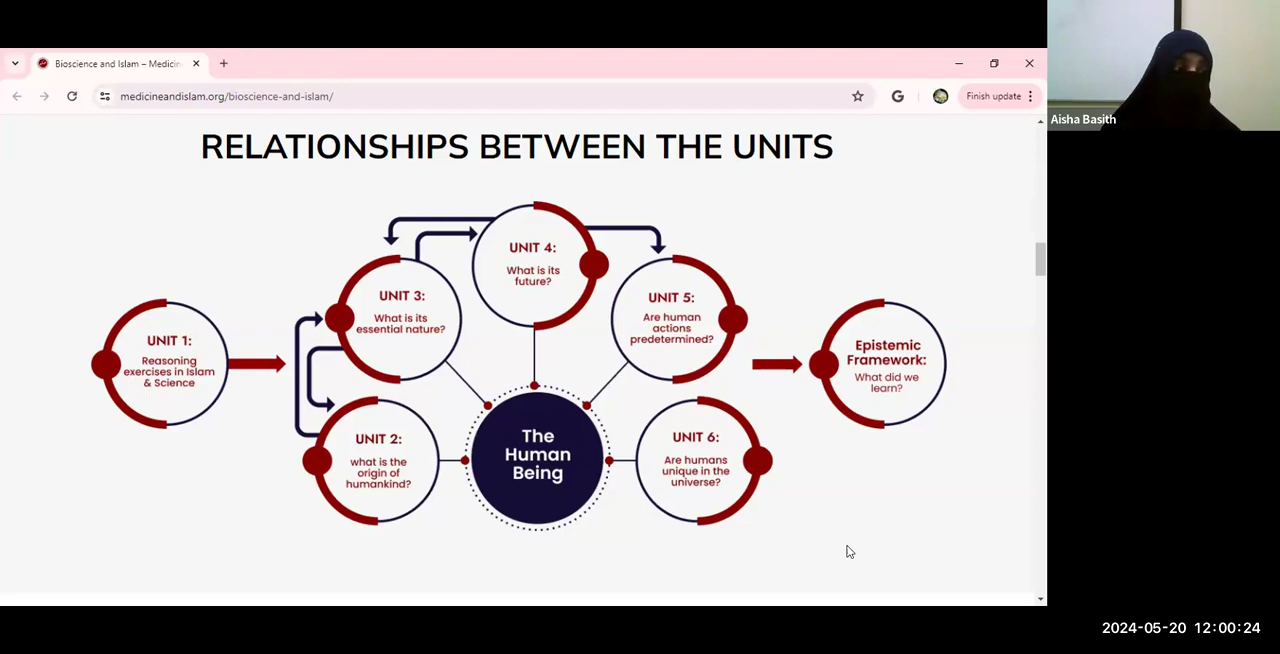 Bioscience and Islam – Medicin
medicineandislam.org/bioscience-and-islam/
Finish update
Aisha Basith
RELATIONSHIPS BETWEEN THE UNITS
UNIT 1:
Reasoning
exercises in Islam
& Science
UNIT 2:
what is the
origin of
humankind?
UNIT 3:
What is its
essential nature?
UNIT 4:
What is its
future?
UNIT 5:
Are human
actions
predetermined?
UNIT 6:
Are humans
unique in the
universe?
The
Human
Being
Epistemic
Framework:
What did we
learn?
2024-05-20 12:00:24